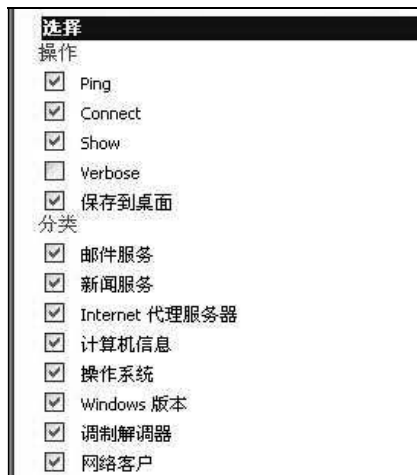 选择
操作
Ping
Connect
Show
Verbose
保存到桌面
分类
邮件服务
新闻服务
Internet 代理服务器
计算机信息
操作系统
Windows 版本
调制解调器
网络客户